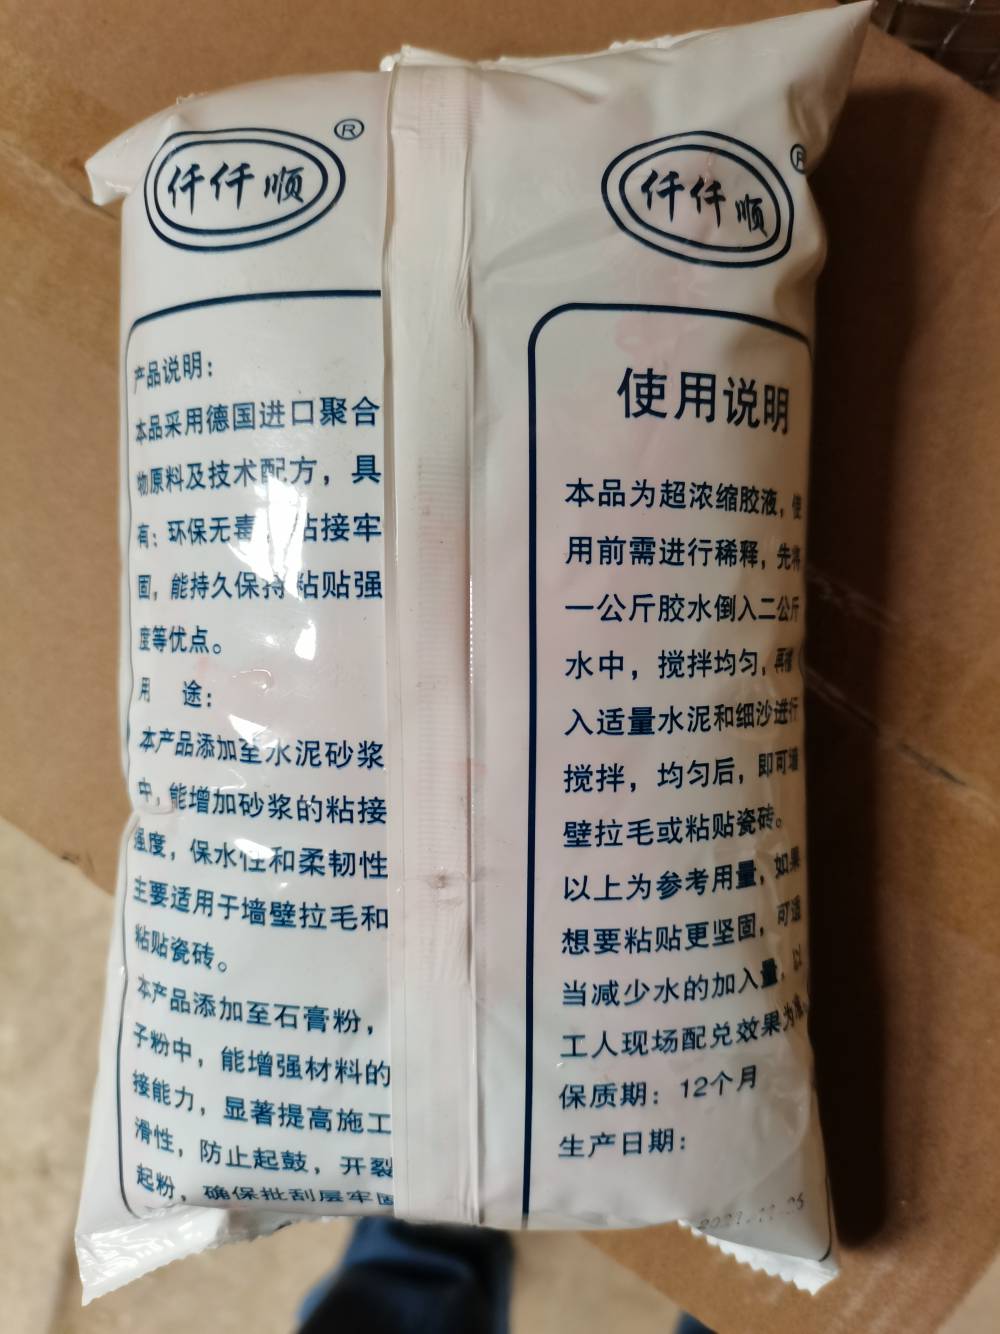 仟仟顺
®
产品说明：
本品采用德国进口聚合
物原料及技术配方，具
有：环保无毒，粘接牢
固，能持久保持粘贴强
度等优点。
用 途：
本产品添加至水泥砂浆
中，能增加砂浆的粘接
强度，保水性和柔韧性
主要适用于墙壁拉毛和
粘贴瓷砖。
本产品添加至石膏粉，
子粉中，能增强材料的
接能力，显著提高施工
滑性，防止起鼓，开裂
起粉，确保批刮层牢固
仟仟顺
®
使用说明
本品为超浓缩胶液，使
用前需进行稀释，先将
一公斤胶水倒入二公斤
水中，搅拌均匀，再
入适量水泥和细沙进行
搅拌，均匀后，即可墙
壁拉毛或粘贴瓷砖。
以上为参考用量，如果
想要粘贴更坚固，可适
当减少水的加入量，以
工人现场配兑效果为准。
保质期：12个月
生产日期：